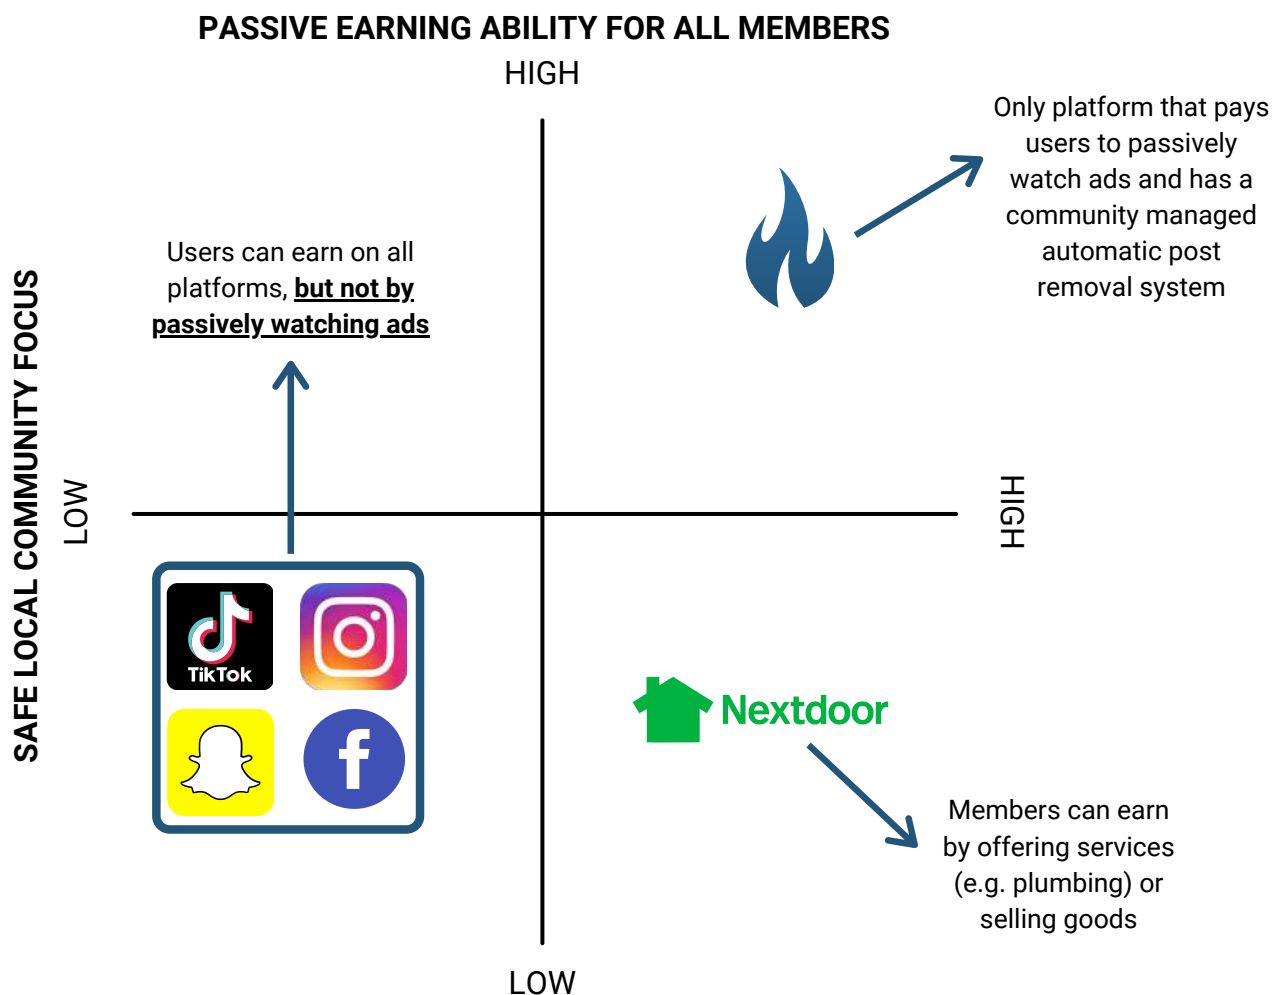 PASSIVE EARNING ABILITY FOR ALL MEMBERS
HIGH
Only platform that pays
users to passively
watch ads and has a
community managed
automatic post
removal system
Users can earn on all
platforms, but not by
passively watching ads
SAFE LOCAL COMMUNITY FOCUS
LOW
HIGH
TikTok
Nextdoor
Members can earn
by offering services
(e.g. plumbing) or
selling goods
LOW